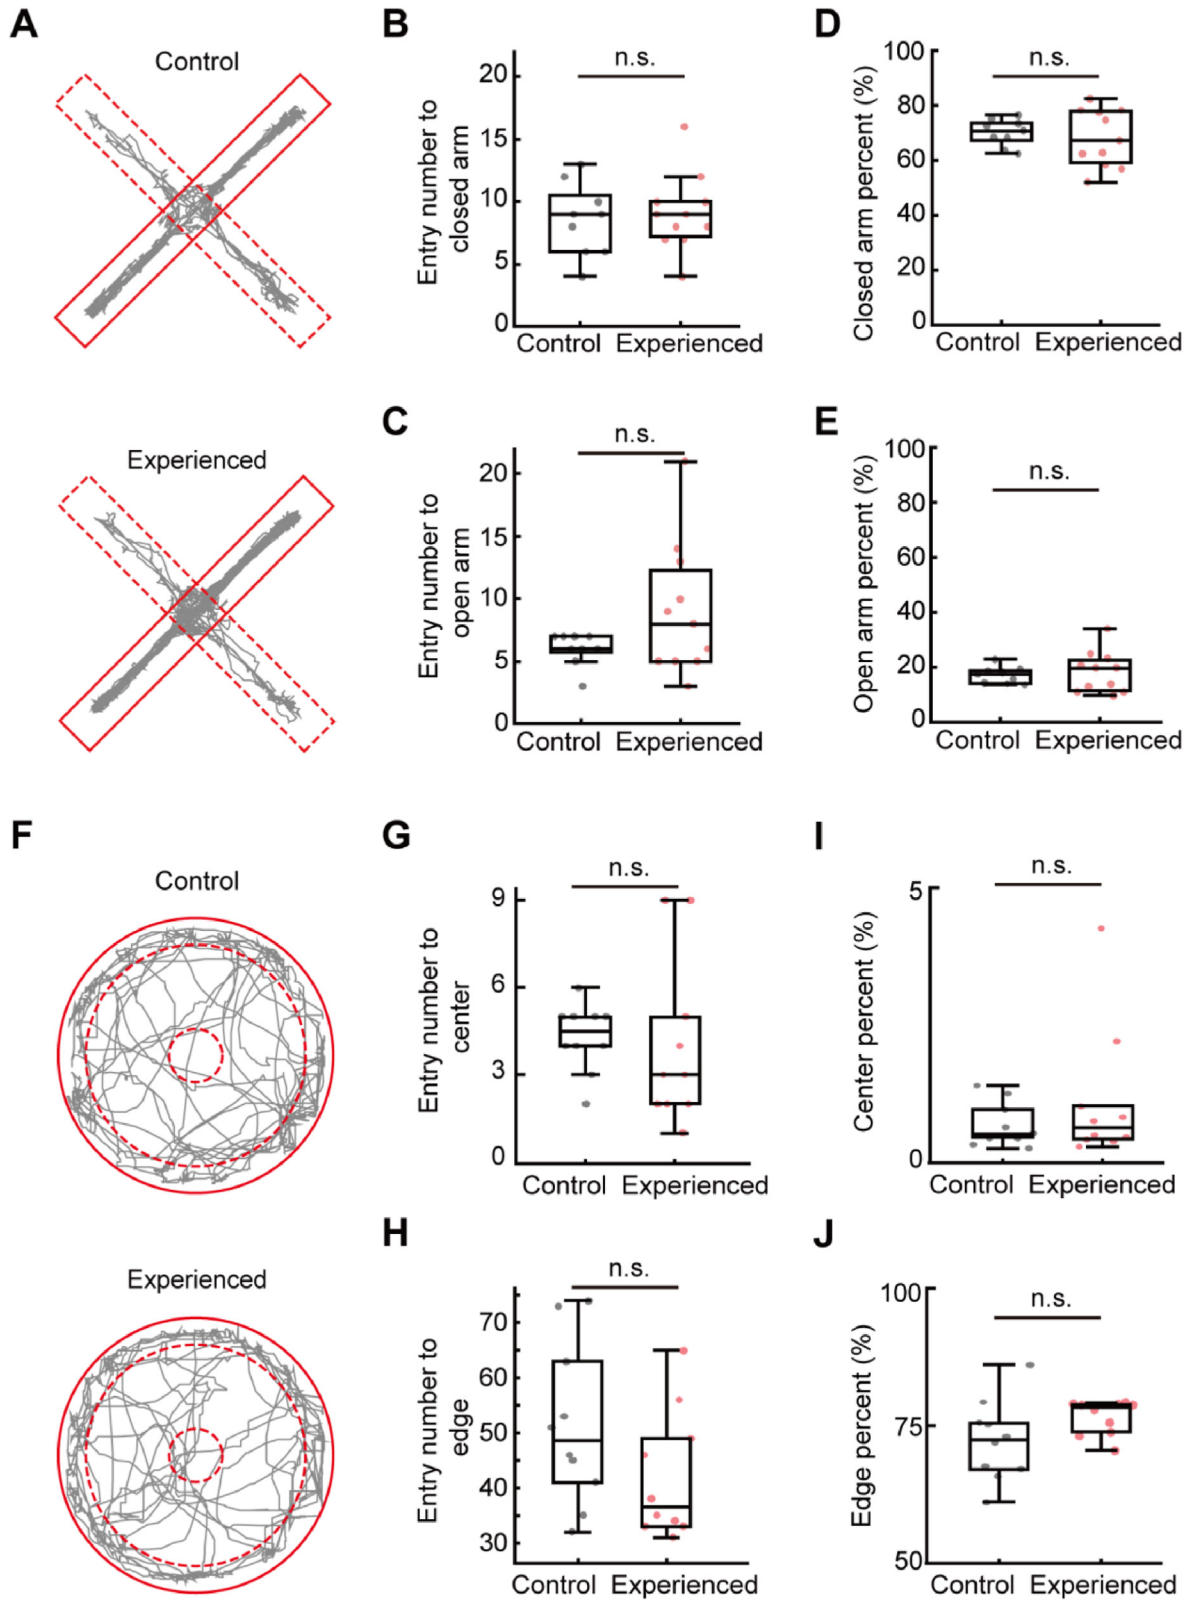 A
Control
Experienced
B
n.s.
Entry number to
closed arm
20
15
10
5
0
Control Experienced
D
n.s.
Closed arm percent (%)
100
80
60
40
20
0
Control Experienced
C
n.s.
Entry number to
open arm
20
15
10
5
0
Control Experienced
E
n.s.
Open arm percent (%)
100
80
60
40
20
0
Control Experienced
F
Control
Experienced
G
n.s.
Entry number to
center
9
6
3
0
Control Experienced
I
n.s.
Center percent (%)
5
0
Control Experienced
H
n.s.
Entry number to
edge
70
60
50
40
30
Control Experienced
J
n.s.
Edge percent (%)
100
75
50
Control Experienced